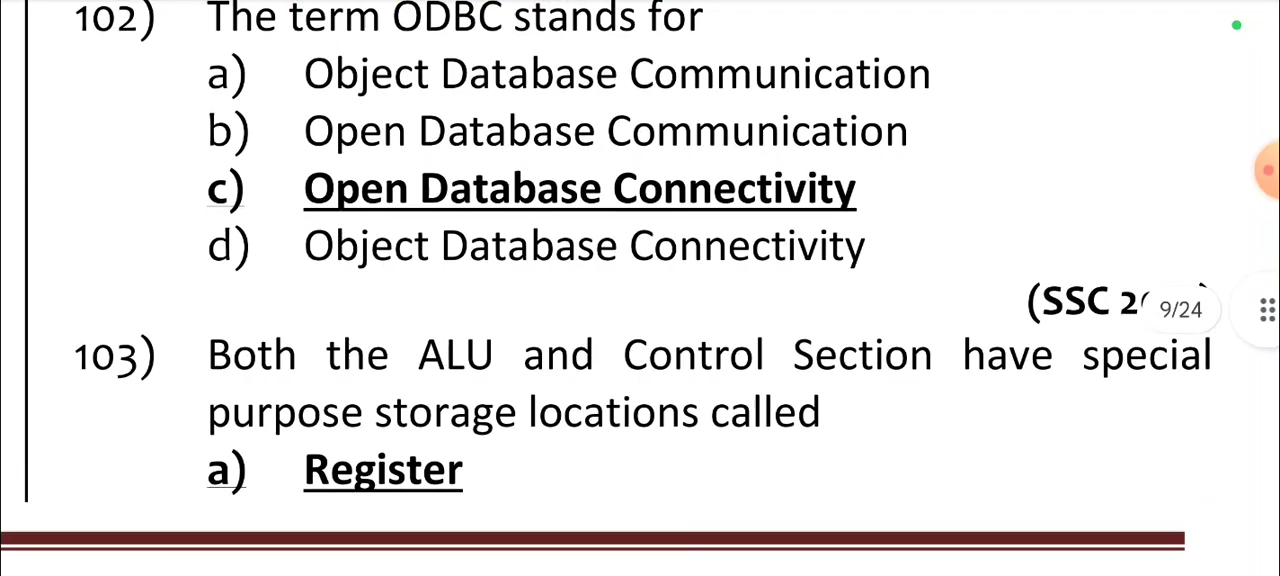 102) The term ODBC stands for
a) Object Database Communication
b) Open Database Communication
c) Open Database Connectivity
d) Object Database Connectivity
(SSC
9/24
103) Both the ALU and Control Section have special
purpose storage locations called
a) Register